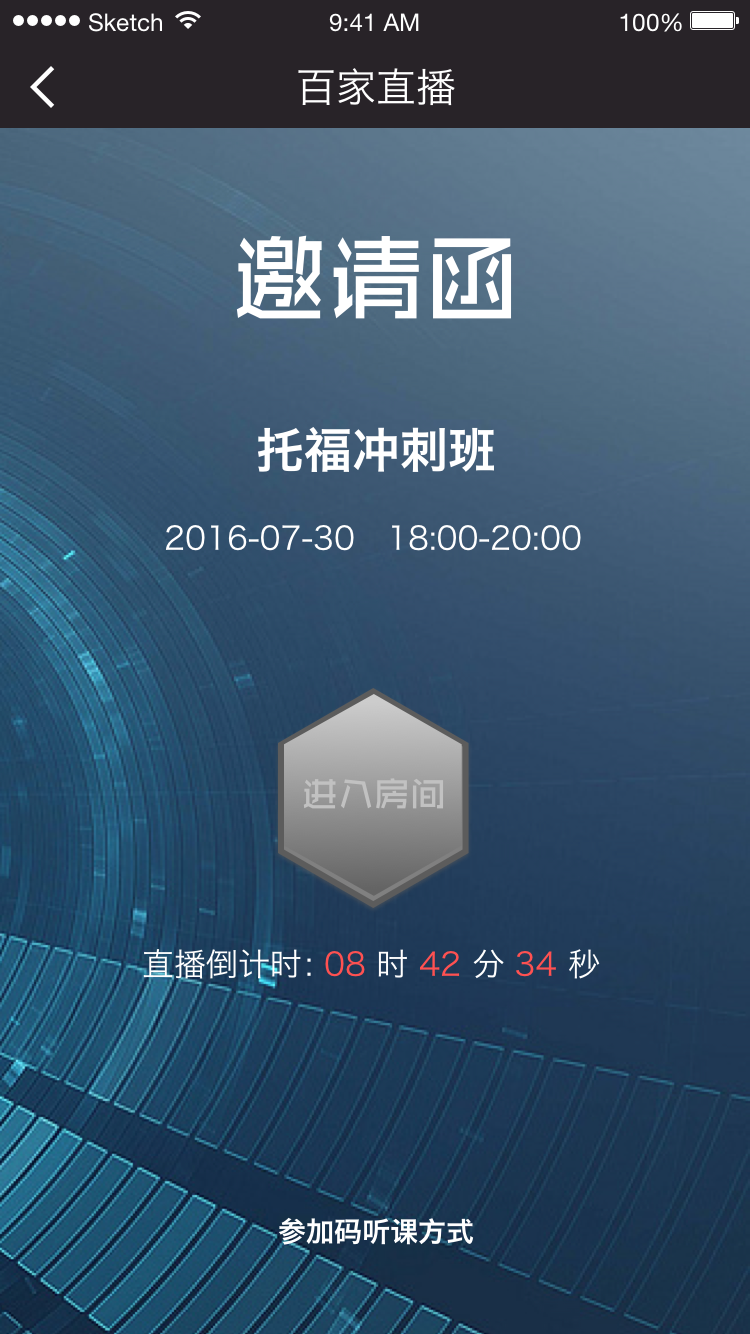 Sketch 9:41 AM 100%
百家直播
邀请函
托福冲刺班
2016-07-30 18:00-20:00
进入房间
直播倒计时: 08 时 42 分 34 秒
参加码听课方式